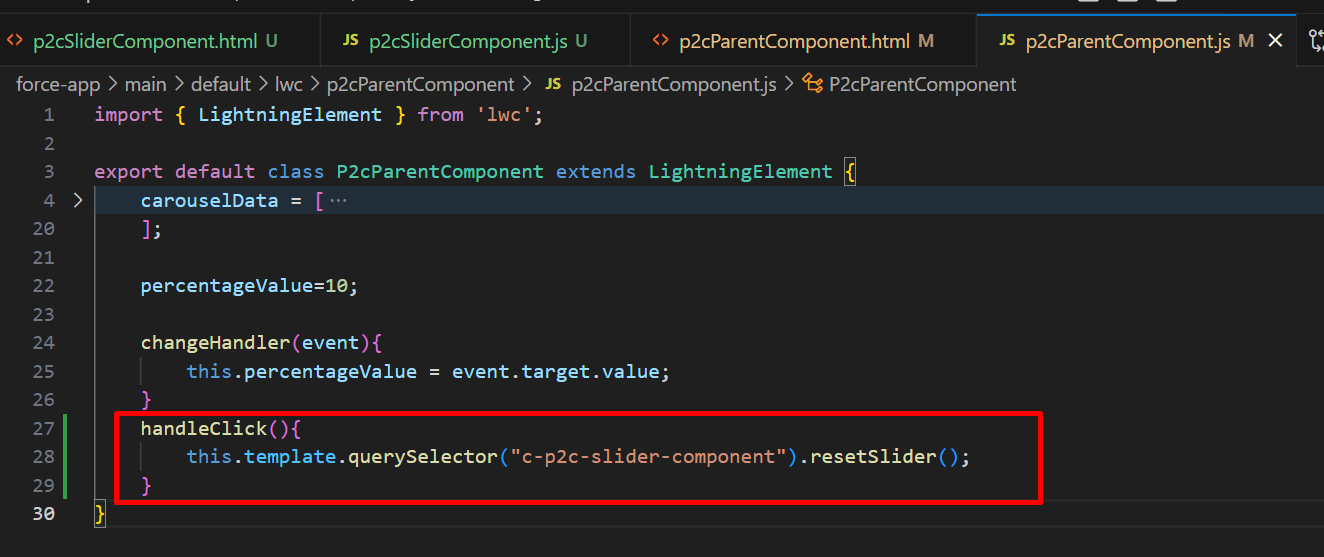 <> p2cSliderComponent.html U JS p2cSliderComponent.js U <> p2cParentComponent.html M JS p2cParentComponent.js M ×
force-app > main > default > lwc > p2cParentComponent > JS p2cParentComponent.js > P2cParentComponent
1 import { LightningElement } from 'lwc';
2
3 export default class P2cParentComponent extends LightningElement {
4 > carouselData = [ ···
20 ];
21
22 percentageValue=10;
23
24 changeHandler(event){
25 this.percentageValue = event.target.value;
26 }
27 handleClick(){
28 this.template.querySelector("c-p2c-slider-component").resetSlider();
29 }
30 }